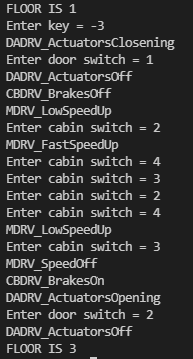 FLOOR IS 1
Enter key = -3
DADRV_ActuatorsClosening
Enter door switch = 1
DADRV_ActuatorsOff
CBDRV_BrakesOff
MDRV_LowSpeedUp
Enter cabin switch = 2
MDRV_FastSpeedUp
Enter cabin switch = 4
Enter cabin switch = 3
Enter cabin switch = 2
Enter cabin switch = 4
MDRV_LowSpeedUp
Enter cabin switch = 3
MDRV_SpeedOff
CBDRV_BrakesOn
DADRV_ActuatorsOpening
Enter door switch = 2
DADRV_ActuatorsOff
FLOOR IS 3